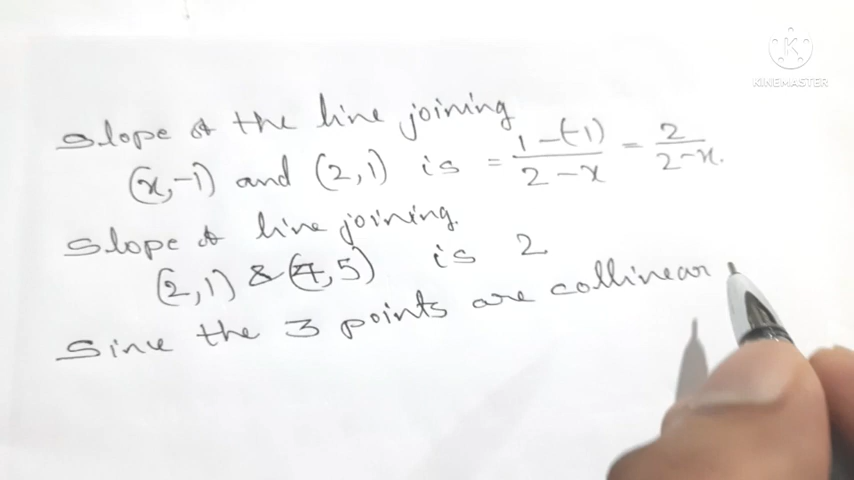 Slope of the line joining
(x,-1) and (2,1) is = 1-(-1)/2-x = 2/2-x.
Slope of line joining.
(2,1) & (4,5) is 2
Since the 3 points are collinear
K
KINEMASTER